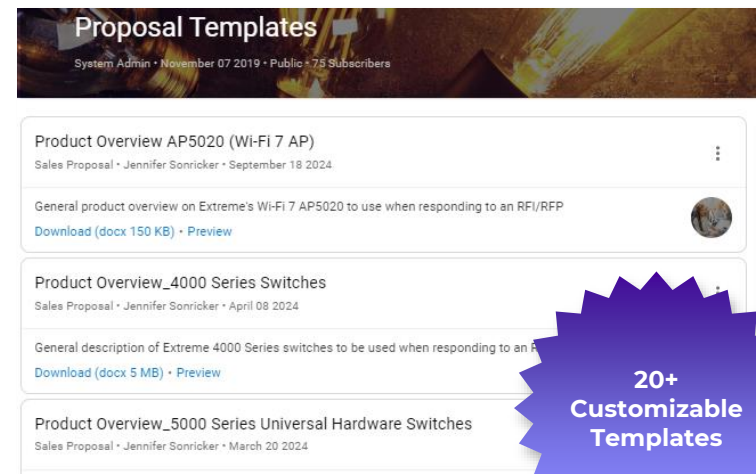 Proposal Templates
System Admin • November 07 2019 • Public • 75 Subscribers
Product Overview AP5020 (Wi-Fi 7 AP)
Sales Proposal • Jennifer Sonricker • September 18 2024
General product overview on Extreme's Wi-Fi 7 AP5020 to use when responding to an RFI/RFP
Download (docx 150 KB) • Preview
Product Overview_4000 Series Switches
Sales Proposal • Jennifer Sonricker • April 08 2024
General description of Extreme 4000 Series switches to be used when responding to an
Download (docx 5 MB) • Preview
Product Overview_5000 Series Universal Hardware Switches
Sales Proposal • Jennifer Sonricker • March 20 2024
20+
Customizable
Templates